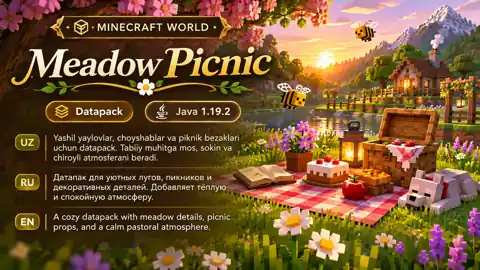 MINECRAFT WORLD
Meadow Picnic
Datapack
Java 1.19.2
UZ
Yashil yaylovlar, choyshablar va piknik bezaklari
uchun datapack. Tabiiy muhitga mos, sokin va
chiroyli atmosferani beradi.
RU
Датапак для уютных лугов, пикников и
декоративных деталей. Добавляет тёплую
и спокойную атмосферу.
EN
A cozy datapack with meadow details, picnic
props, and a calm pastoral atmosphere.